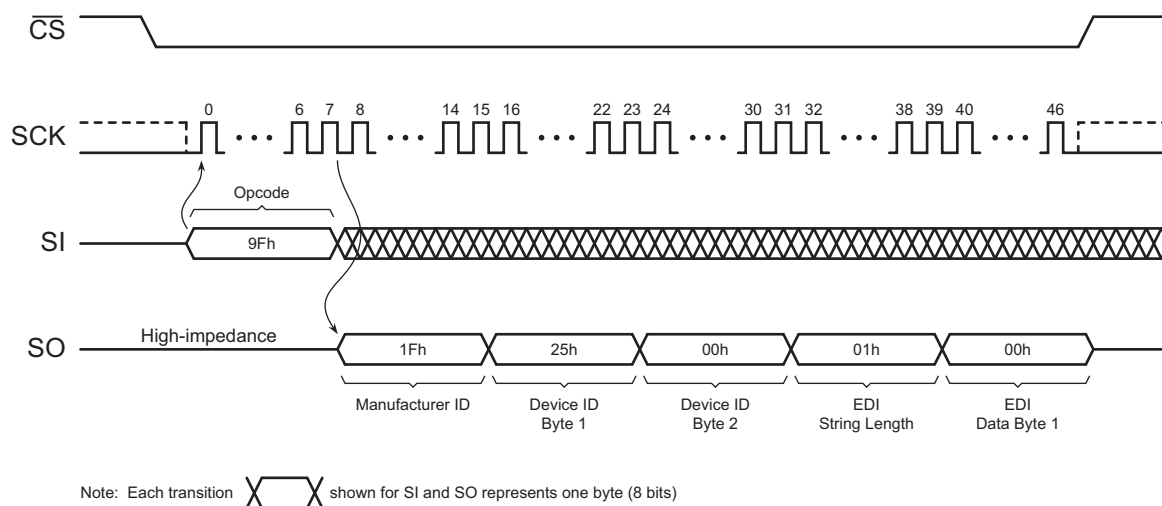 CS
SCK
0 6 7 8 14 15 16 22 23 24 30 31 32 38 39 40 46
Opcode
SI
9Fh
High-impedance
SO
1Fh 25h 00h 01h 00h
Manufacturer ID
Device ID
Byte 1
Device ID
Byte 2
EDI
String Length
EDI
Data Byte 1
Note: Each transition shown for SI and SO represents one byte (8 bits)